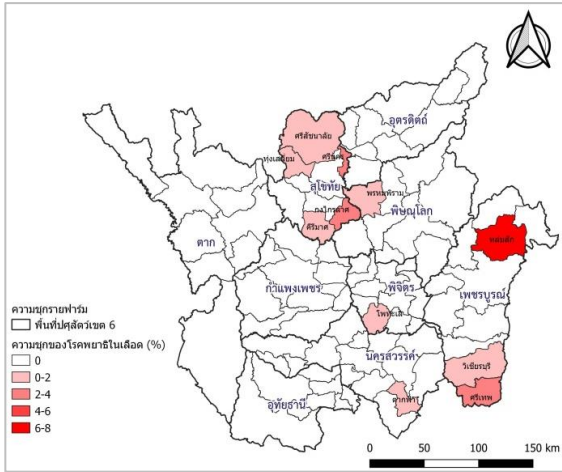 อุตรดิตถ์
ศรีสัชนาลัย
ทุ่งเสลี่ยม
ศรีนคร
สุโขทัย
พรหมพิราม
กงไกรลาศ
พิษณุโลก
คีรีมาศ
ตาก
หล่มสัก
กำแพงเพชร
พิจิตร
เพชรบูรณ์
โพทะเล
นครสวรรค์
วิเชียรบุรี
อุทัยธานี
ตากฟ้า
ศรีเทพ
ความชุกรายฟาร์ม
พื้นที่ปศุสัตว์เขต 6
ความชุกของโรคพยาธิในเลือด (%)
0
0-2
2-4
4-6
6-8
0 50 100 150 km